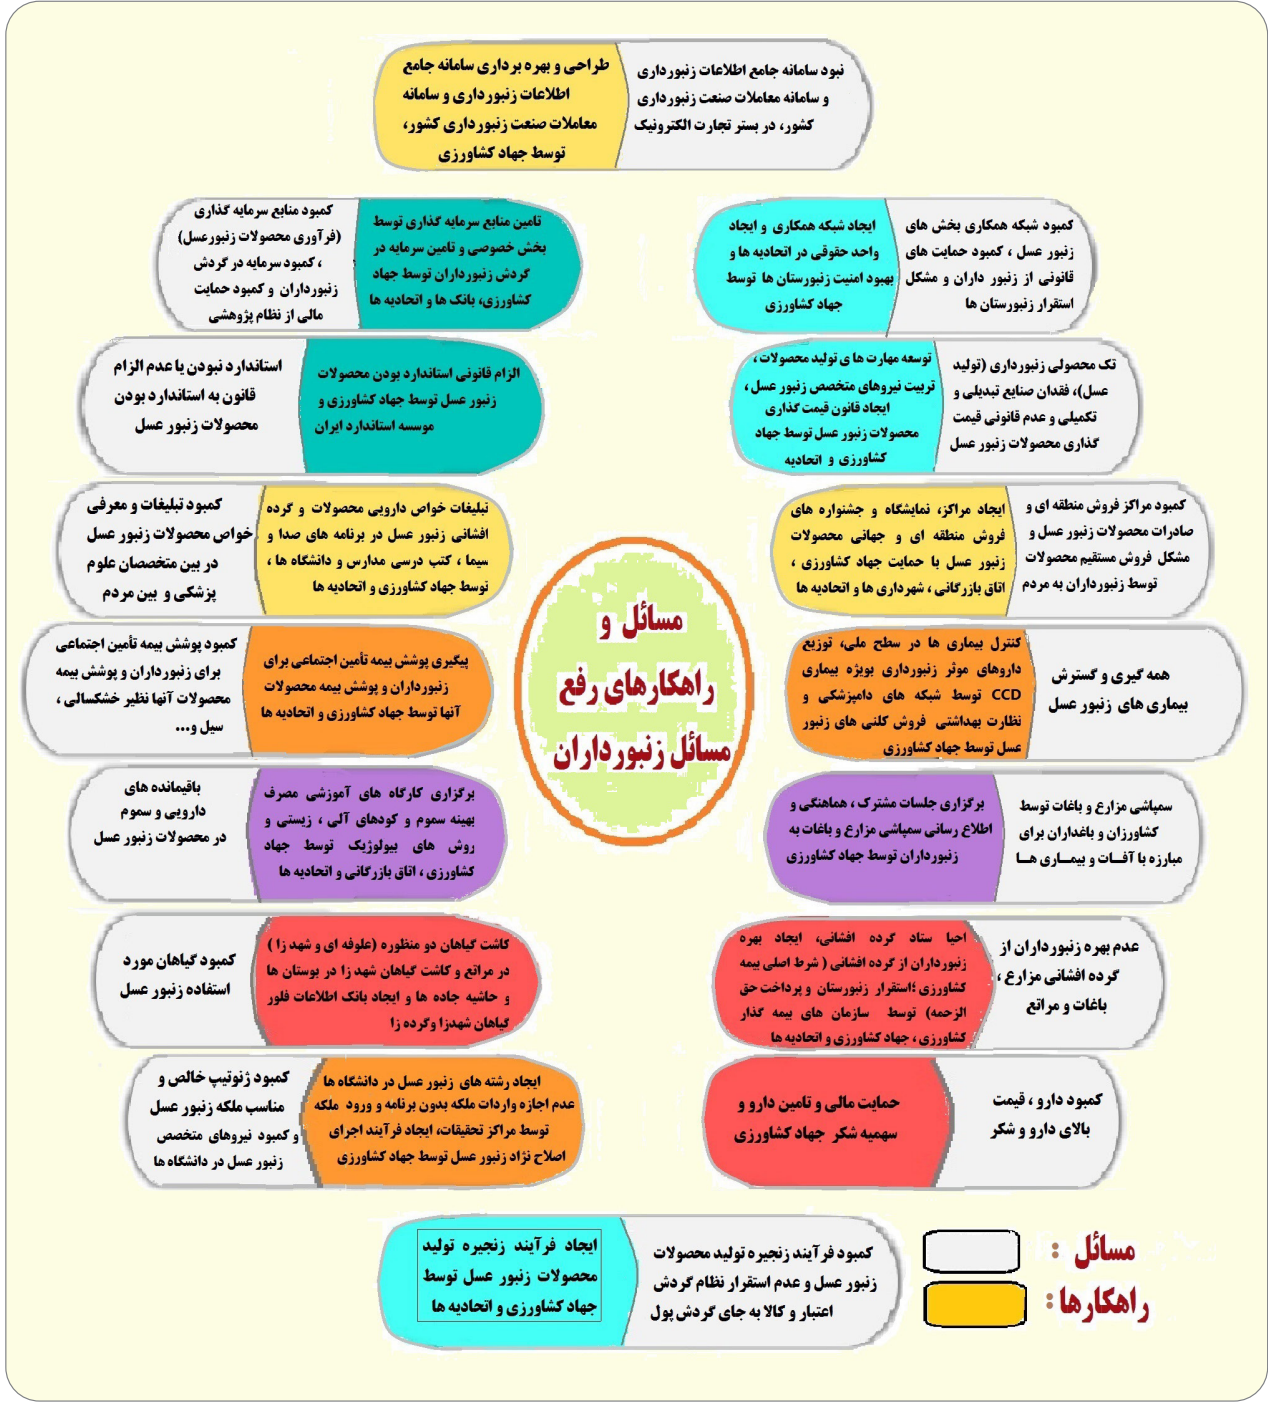 نبود سامانه جامع اطلاعات زنبورداری
و سامانه معاملات صنعت زنبورداری
کشور، در بستر تجارت الکترونیک
طراحی و بهره برداری سامانه جامع
اطلاعات زنبورداری و سامانه
معاملات صنعت زنبورداری کشور،
توسط جهاد کشاورزی
کمبود شبکه همکاری بخش های
زنبور عسل ، کمبود حمایت های
قانونی از زنبور داران و مشکل
استقرار زنبورستان ها
ایجاد شبکه همکاری و ایجاد
واحد حقوقی در اتحادیه ها و
بهبود امنیت زنبورستان ها توسط
جهاد کشاورزی
تامین منابع سرمایه گذاری توسط
بخش خصوصی و تامین سرمایه در
گردش زنبورداران توسط جهاد
کشاورزی، بانک ها و اتحادیه ها
کمبود منابع سرمایه گذاری
(فرآوری محصولات زنبورعسل)
، کمبود سرمایه در گردش
زنبورداران و کمبود حمایت
مالی از نظام پژوهشی
تک محصولی زنبورداری (تولید
عسل)، فقدان صنایع تبدیلی و
تکمیلی و عدم قانونی قیمت
گذاری محصولات زنبور عسل
توسعه مهارت ها ی تولید محصولات ،
تربیت نیروهای متخصص زنبور عسل ،
ایجاد قانون قیمت گذاری
محصولات زنبور عسل توسط جهاد
کشاورزی و اتحادیه
الزام قانونی استاندارد بودن محصولات
زنبور عسل توسط جهاد کشاورزی و
موسسه استاندارد ایران
استاندارد نبودن یا عدم الزام
قانون به استاندارد بودن
محصولات زنبور عسل
کمبود مراکز فروش منطقه ای و
صادرات محصولات زنبور عسل و
مشکل فروش مستقیم محصولات
توسط زنبورداران به مردم
ایجاد مراکز، نمایشگاه و جشنواره های
فروش منطقه ای و جهانی محصولات
زنبور عسل با حمایت جهاد کشاورزی ،
اتاق بازرگانی ، شهرداری ها و اتحادیه ها
تبلیغات خواص دارویی محصولات و گرده
افشانی زنبور عسل در برنامه های صدا و
سیما ، کتب درسی مدارس و دانشگاه ها ،
توسط جهاد کشاورزی و اتحادیه ها
کمبود تبلیغات و معرفی
خواص محصولات زنبور عسل
در بین متخصصان علوم
پزشکی و بین مردم
مسائل و
راهکارهای رفع
مسائل زنبورداران
همه گیری و گسترش
بیماری های زنبور عسل
کنترل بیماری ها در سطح ملی، توزیع
داروهای موثر زنبورداری بویژه بیماری
CCD توسط شبکه های دامپزشکی و
نظارت بهداشتی فروش کلنی های زنبور
عسل توسط جهاد کشاورزی
پیگیری پوشش بیمه تأمین اجتماعی برای
زنبورداران و پوشش بیمه محصولات
آنها توسط جهاد کشاورزی و اتحادیه ها
کمبود پوشش بیمه تأمین اجتماعی
برای زنبورداران و پوشش بیمه
محصولات آنها نظیر خشکسالی ،
سیل و...
سمپاشی مزارع و باغات توسط
کشاورزان و باغداران برای
مبارزه با آفــات و بیمــاری هــا
برگزاری جلسات مشترک ، هماهنگی و
اطلاع رسانی سمپاشی مزارع و باغات به
زنبورداران توسط جهاد کشاورزی
برگزاری کارگاه های آموزشی مصرف
بهینه سموم و کودهای آلی ، زیستی و
روش های بیولوژیک توسط جهاد
کشاورزی ، اتاق بازرگانی و اتحادیه ها
باقیمانده های
دارویی و سموم
در محصولات زنبور عسل
عدم بهره زنبورداران از
گرده افشانی مزارع ،
باغات و مراتع
احیا ستاد گرده افشانی، ایجاد بهره
زنبورداران از گرده افشانی ( شرط اصلی بیمه
کشاورزی ؛استقرار زنبورستان و پرداخت حق
الزحمه) توسط سازمان های بیمه گذار
کشاورزی ، جهاد کشاورزی و اتحادیه ها
کاشت گیاهان دو منظوره (علوفه ای و شهد زا )
در مراتع و کاشت گیاهان شهد زا در بوستان ها
و حاشیه جاده ها و ایجاد بانک اطلاعات فلور
گیاهان شهدزا وگرده زا
کمبود گیاهان مورد
استفاده زنبور عسل
کمبود دارو ، قیمت
بالای دارو و شکر
حمایت مالی و تامین دارو و
سهمیه شکر جهاد کشاورزی
ایجاد رشته های زنبور عسل در دانشگاه ها
عدم اجازه واردات ملکه بدون برنامه و ورود ملکه
توسط مراکز تحقیقات، ایجاد فرآیند اجرای
اصلاح نژاد زنبور عسل توسط جهاد کشاورزی
کمبود ژنوتیپ خالص و
مناسب ملکه زنبور عسل
و کمبود نیروهای متخصص
زنبور عسل در دانشگاه ها
کمبود فرآیند زنجیره تولید محصولات
زنبور عسل و عدم استقرار نظام گردش
اعتبار و کالا به جای گردش پول
ایجاد فرآیند زنجیره تولید
محصولات زنبور عسل توسط
جهاد کشاورزی و اتحادیه ها
مسائل :
راهکارها :